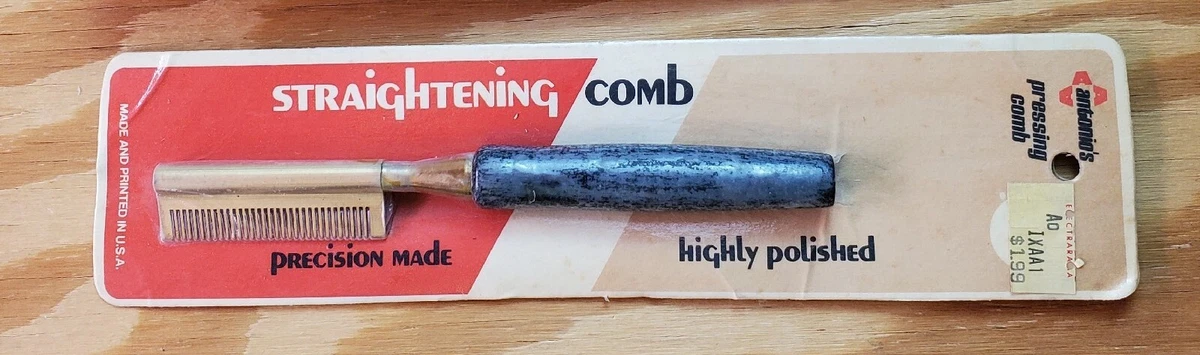 STRAIGHTENING comb
MADE AND PRINTED IN U.S.A.
precision made
highly polished
antonio's
pressing
comb
AO
IXAA1
$1.99